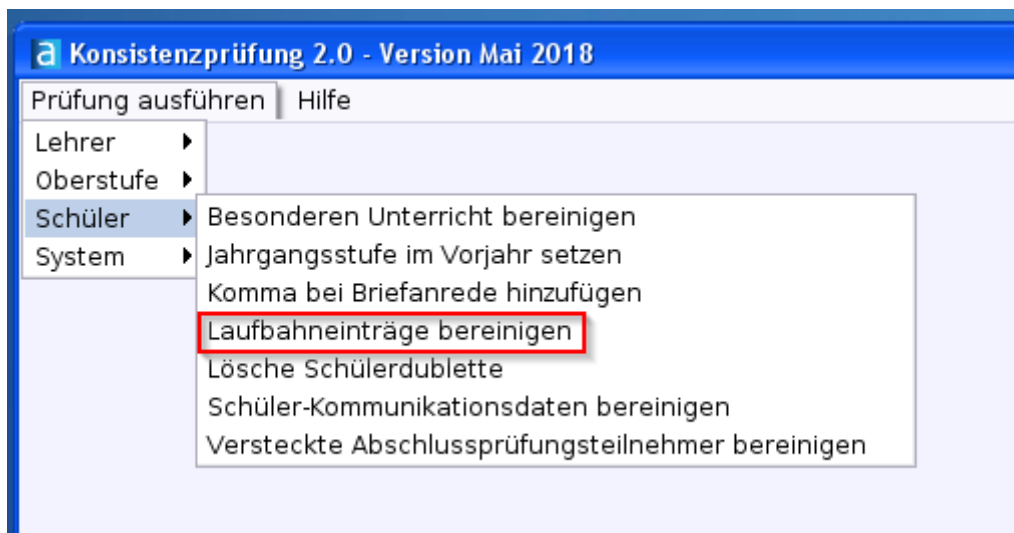 a Konsistenzprüfung 2.0 - Version Mai 2018
Prüfung ausführen Hilfe
Lehrer
Oberstufe
Schüler
System
Besonderen Unterricht bereinigen
Jahrgangsstufe im Vorjahr setzen
Komma bei Briefanrede hinzufügen
Laufbahneinträge bereinigen
Lösche Schülerdublette
Schüler-Kommunikationsdaten bereinigen
Versteckte Abschlussprüfungsteilnehmer bereinigen